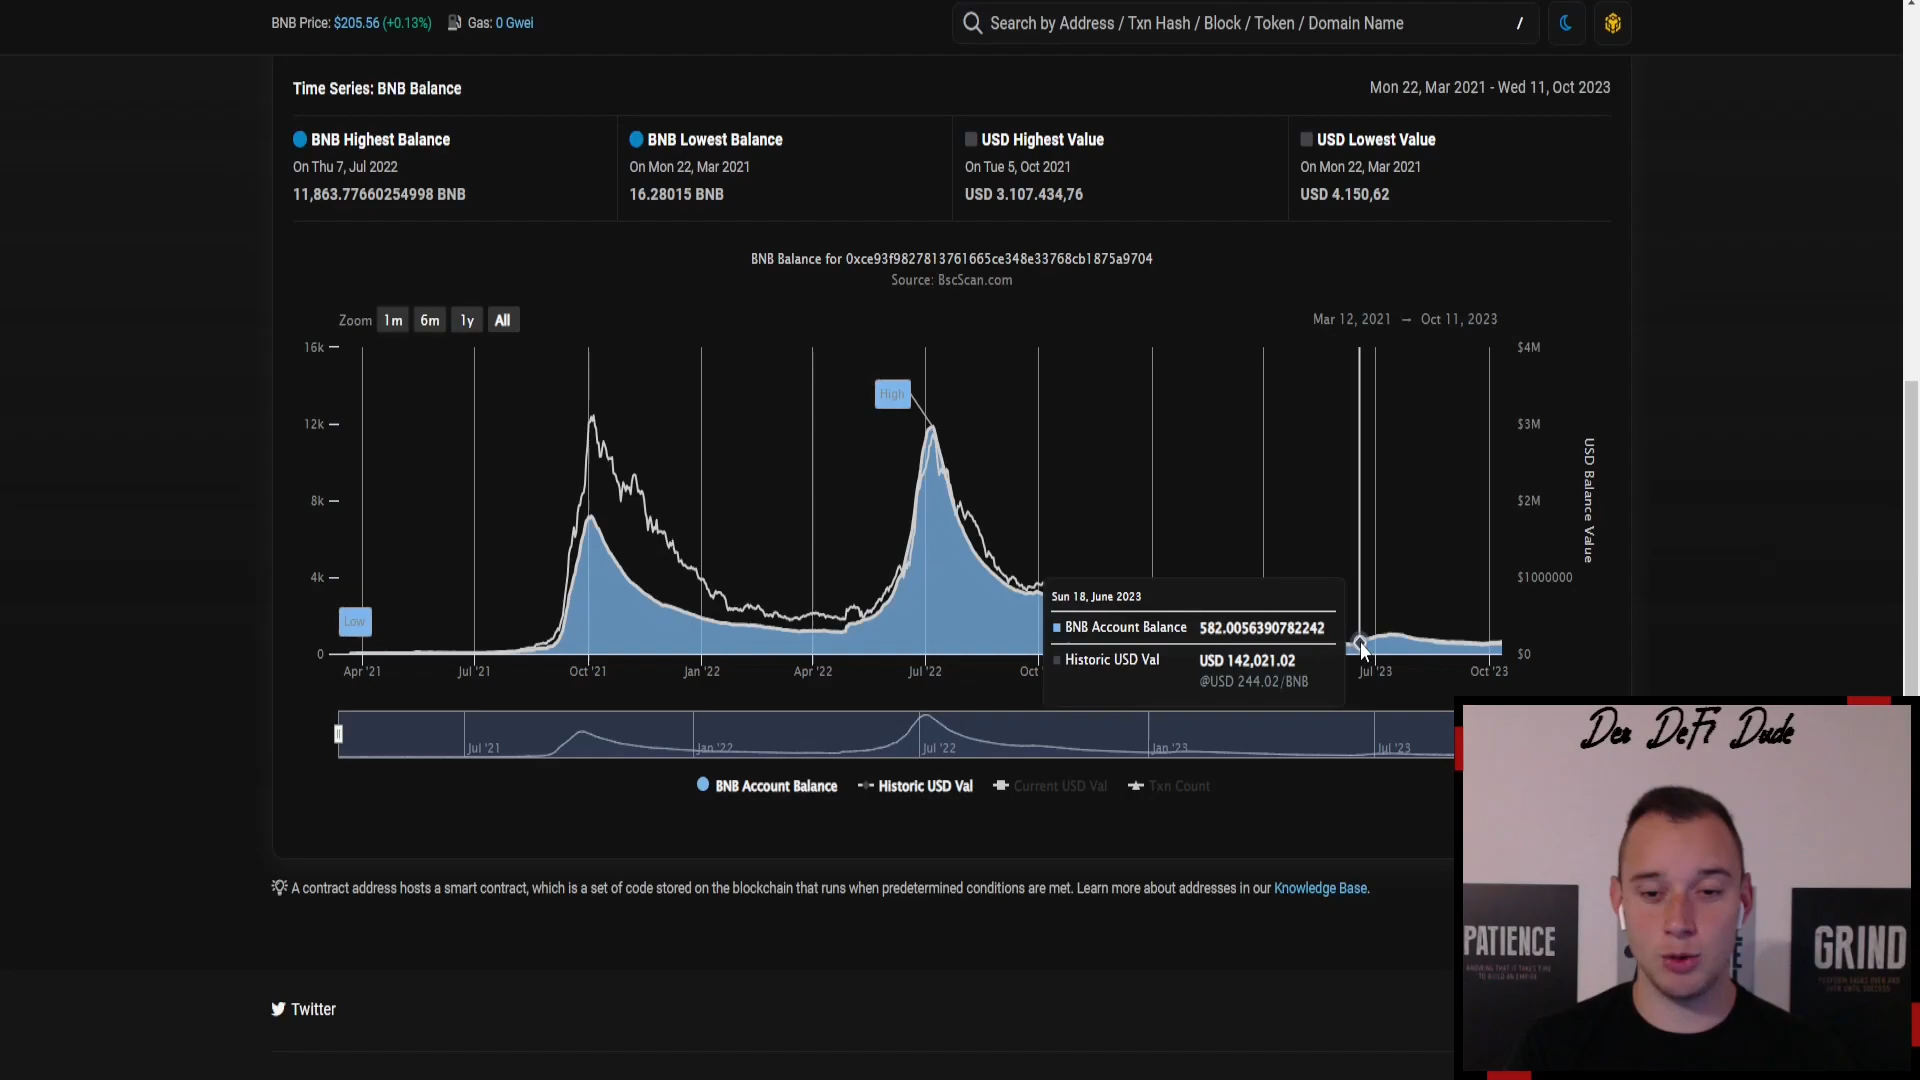 BNB Price: $205.56 (+0.13%) Gas: 0 Gwei
Search by Address / Txn Hash / Block / Token / Domain Name /
Time Series: BNB Balance
Mon 22, Mar 2021 - Wed 11, Oct 2023
BNB Highest Balance
On Thu 7, Jul 2022
11,863.77660254998 BNB
BNB Lowest Balance
On Mon 22, Mar 2021
16.28015 BNB
USD Highest Value
On Tue 5, Oct 2021
USD 3.107.434,76
USD Lowest Value
On Mon 22, Mar 2021
USD 4.150,62
BNB Balance for 0xce93f9827813761665ce348e33768cb1875a9704
Source: BscScan.com
Zoom 1m 6m 1y All
Mar 12, 2021 → Oct 11, 2023
16k
12k
8k
4k
0
$4M
$3M
$2M
$1000000
$0
USD Balance Value
High
Low
Sun 18, June 2023
BNB Account Balance 582.0056390782242
Historic USD Val USD 142,021.02
@USD 244.02/BNB
Apr '21 Jul '21 Oct '21 Jan '22 Apr '22 Jul '22 Oct Jul '23 Oct '23
Jul '21 Jan '22 Jul '22 Jan '23 Jul '23
BNB Account Balance Historic USD Val Current USD Val Txn Count
A contract address hosts a smart contract, which is a set of code stored on the blockchain that runs when predetermined conditions are met. Learn more about addresses in our Knowledge Base.
Twitter
Der DeFi Dude
PATIENCE
KNOWING THAT IT TAKES TIME
TO BUILD AN EMPIRE
GRIND